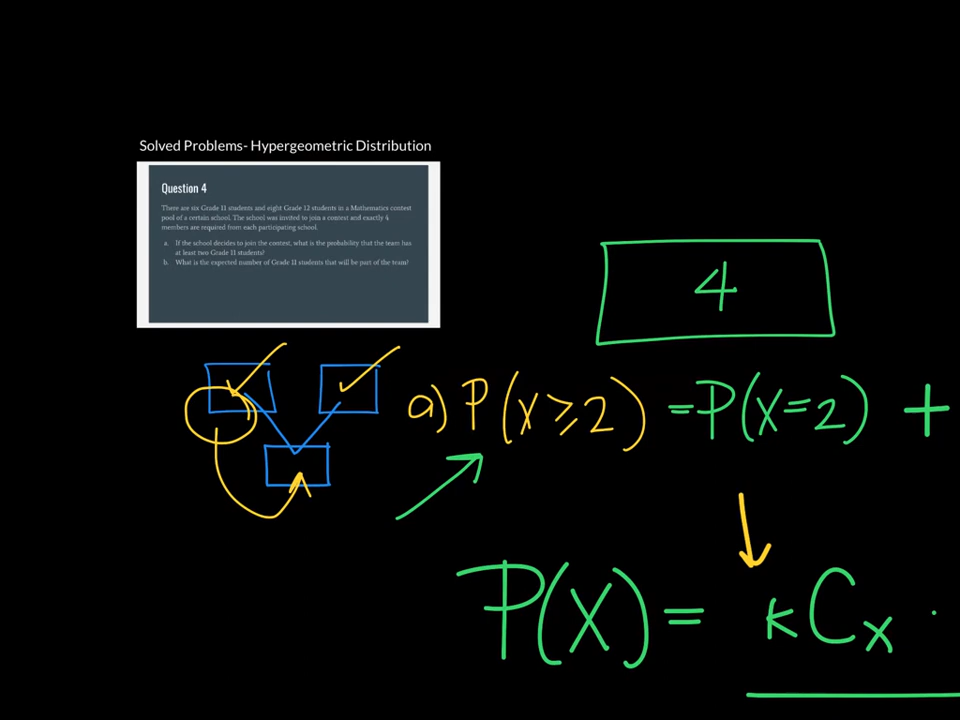 Solved Problems- Hypergeometric Distribution
Question 4
There are six Grade 11 students and eight Grade 12 students in a Mathematics contest
pool of a certain school. The school was invited to join a contest and exactly 4
members are required from each participating school.
a. If the school decides to join the contest, what is the probability that the team has
at least two Grade 11 students?
b. What is the expected number of Grade 11 students that will be part of the team?
4
a) P(x≥2) =P(X=2) +
P(X)= kCx ·